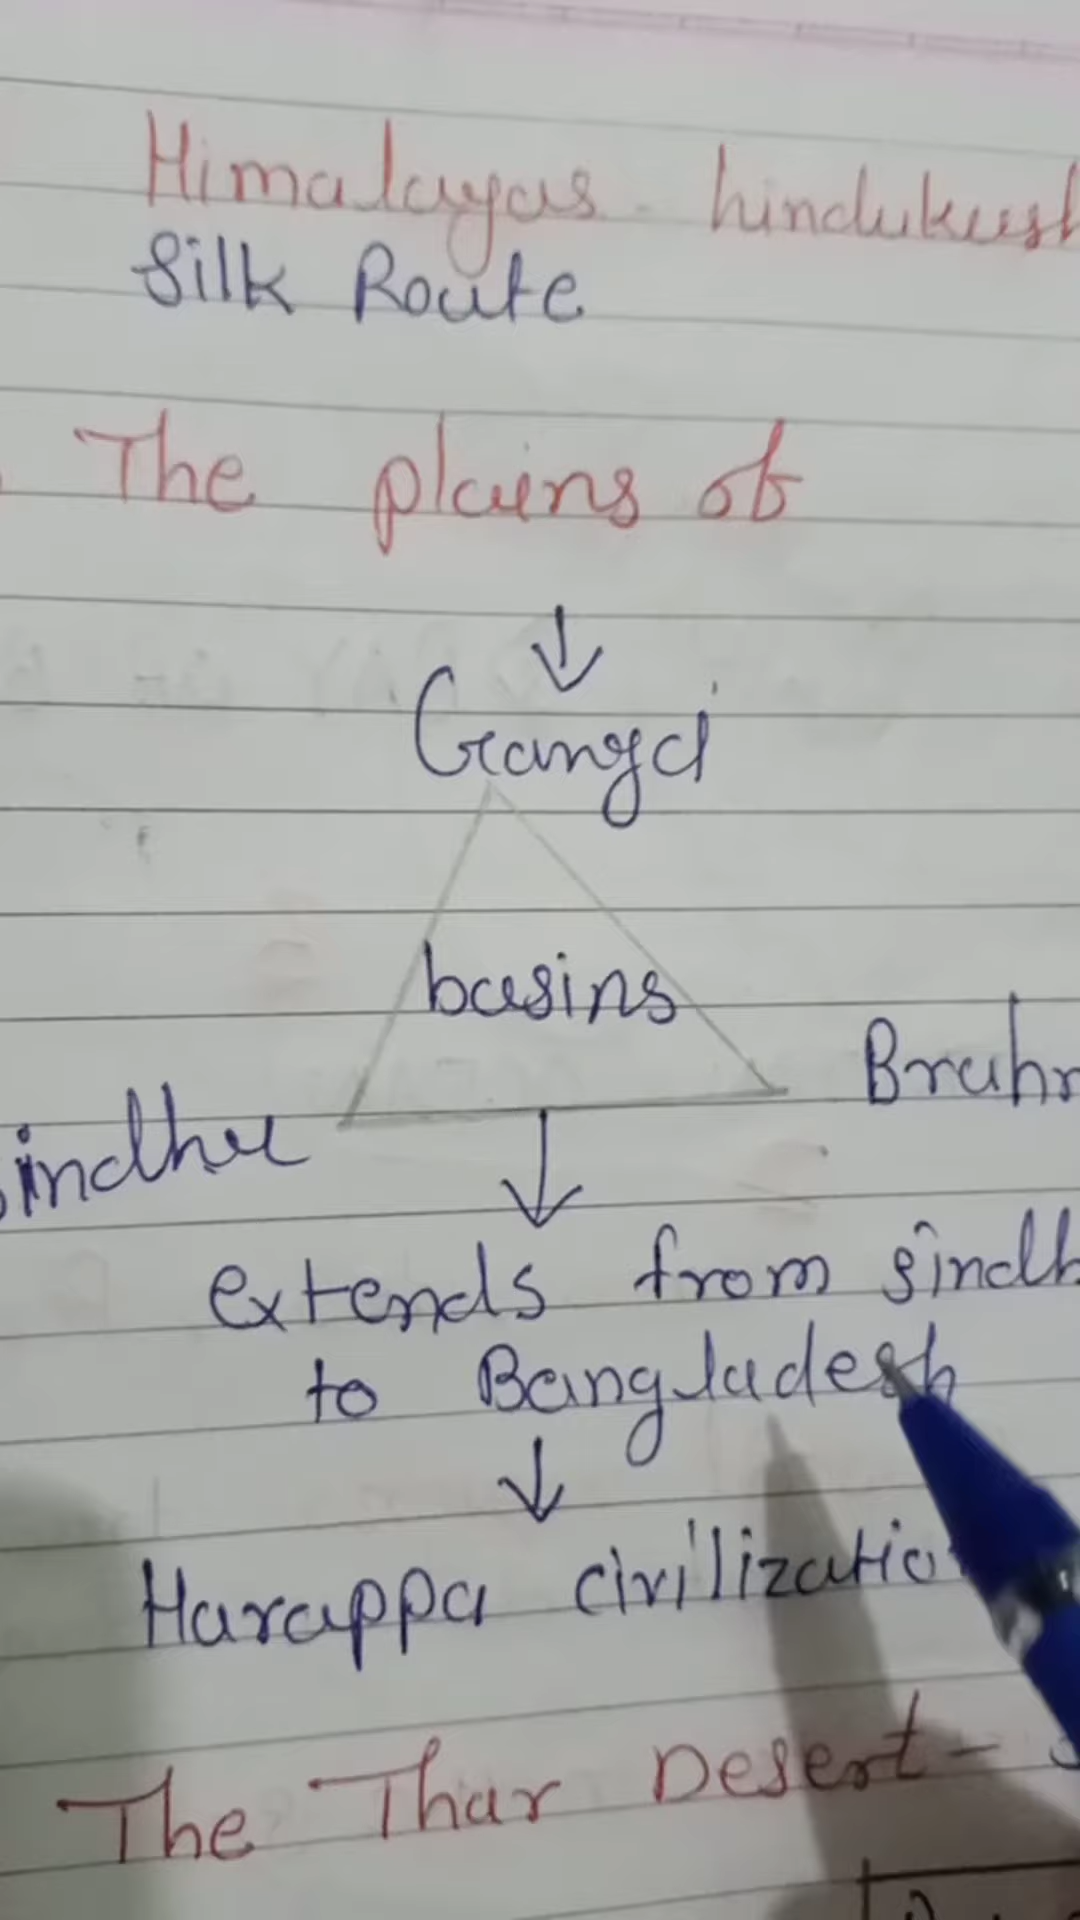 Himalayas - hindukush
Silk Route
The plains of
Ganga
basins
Brahm
Sindhu
extends from sindh
to Bangladesh
Harappa civilizatio
The Thar Desert -